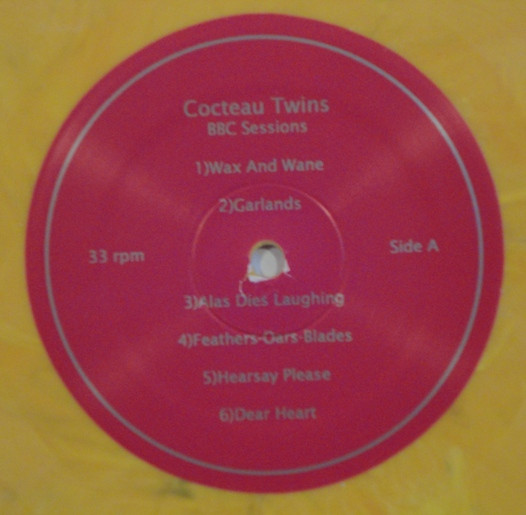 Cocteau Twins
BBC Sessions
1)Wax And Wane
2)Garlands
33 rpm
Side A
3)Alas Dies Laughing
4)Feathers-Oars-Blades
5)Hearsay Please
6)Dear Heart